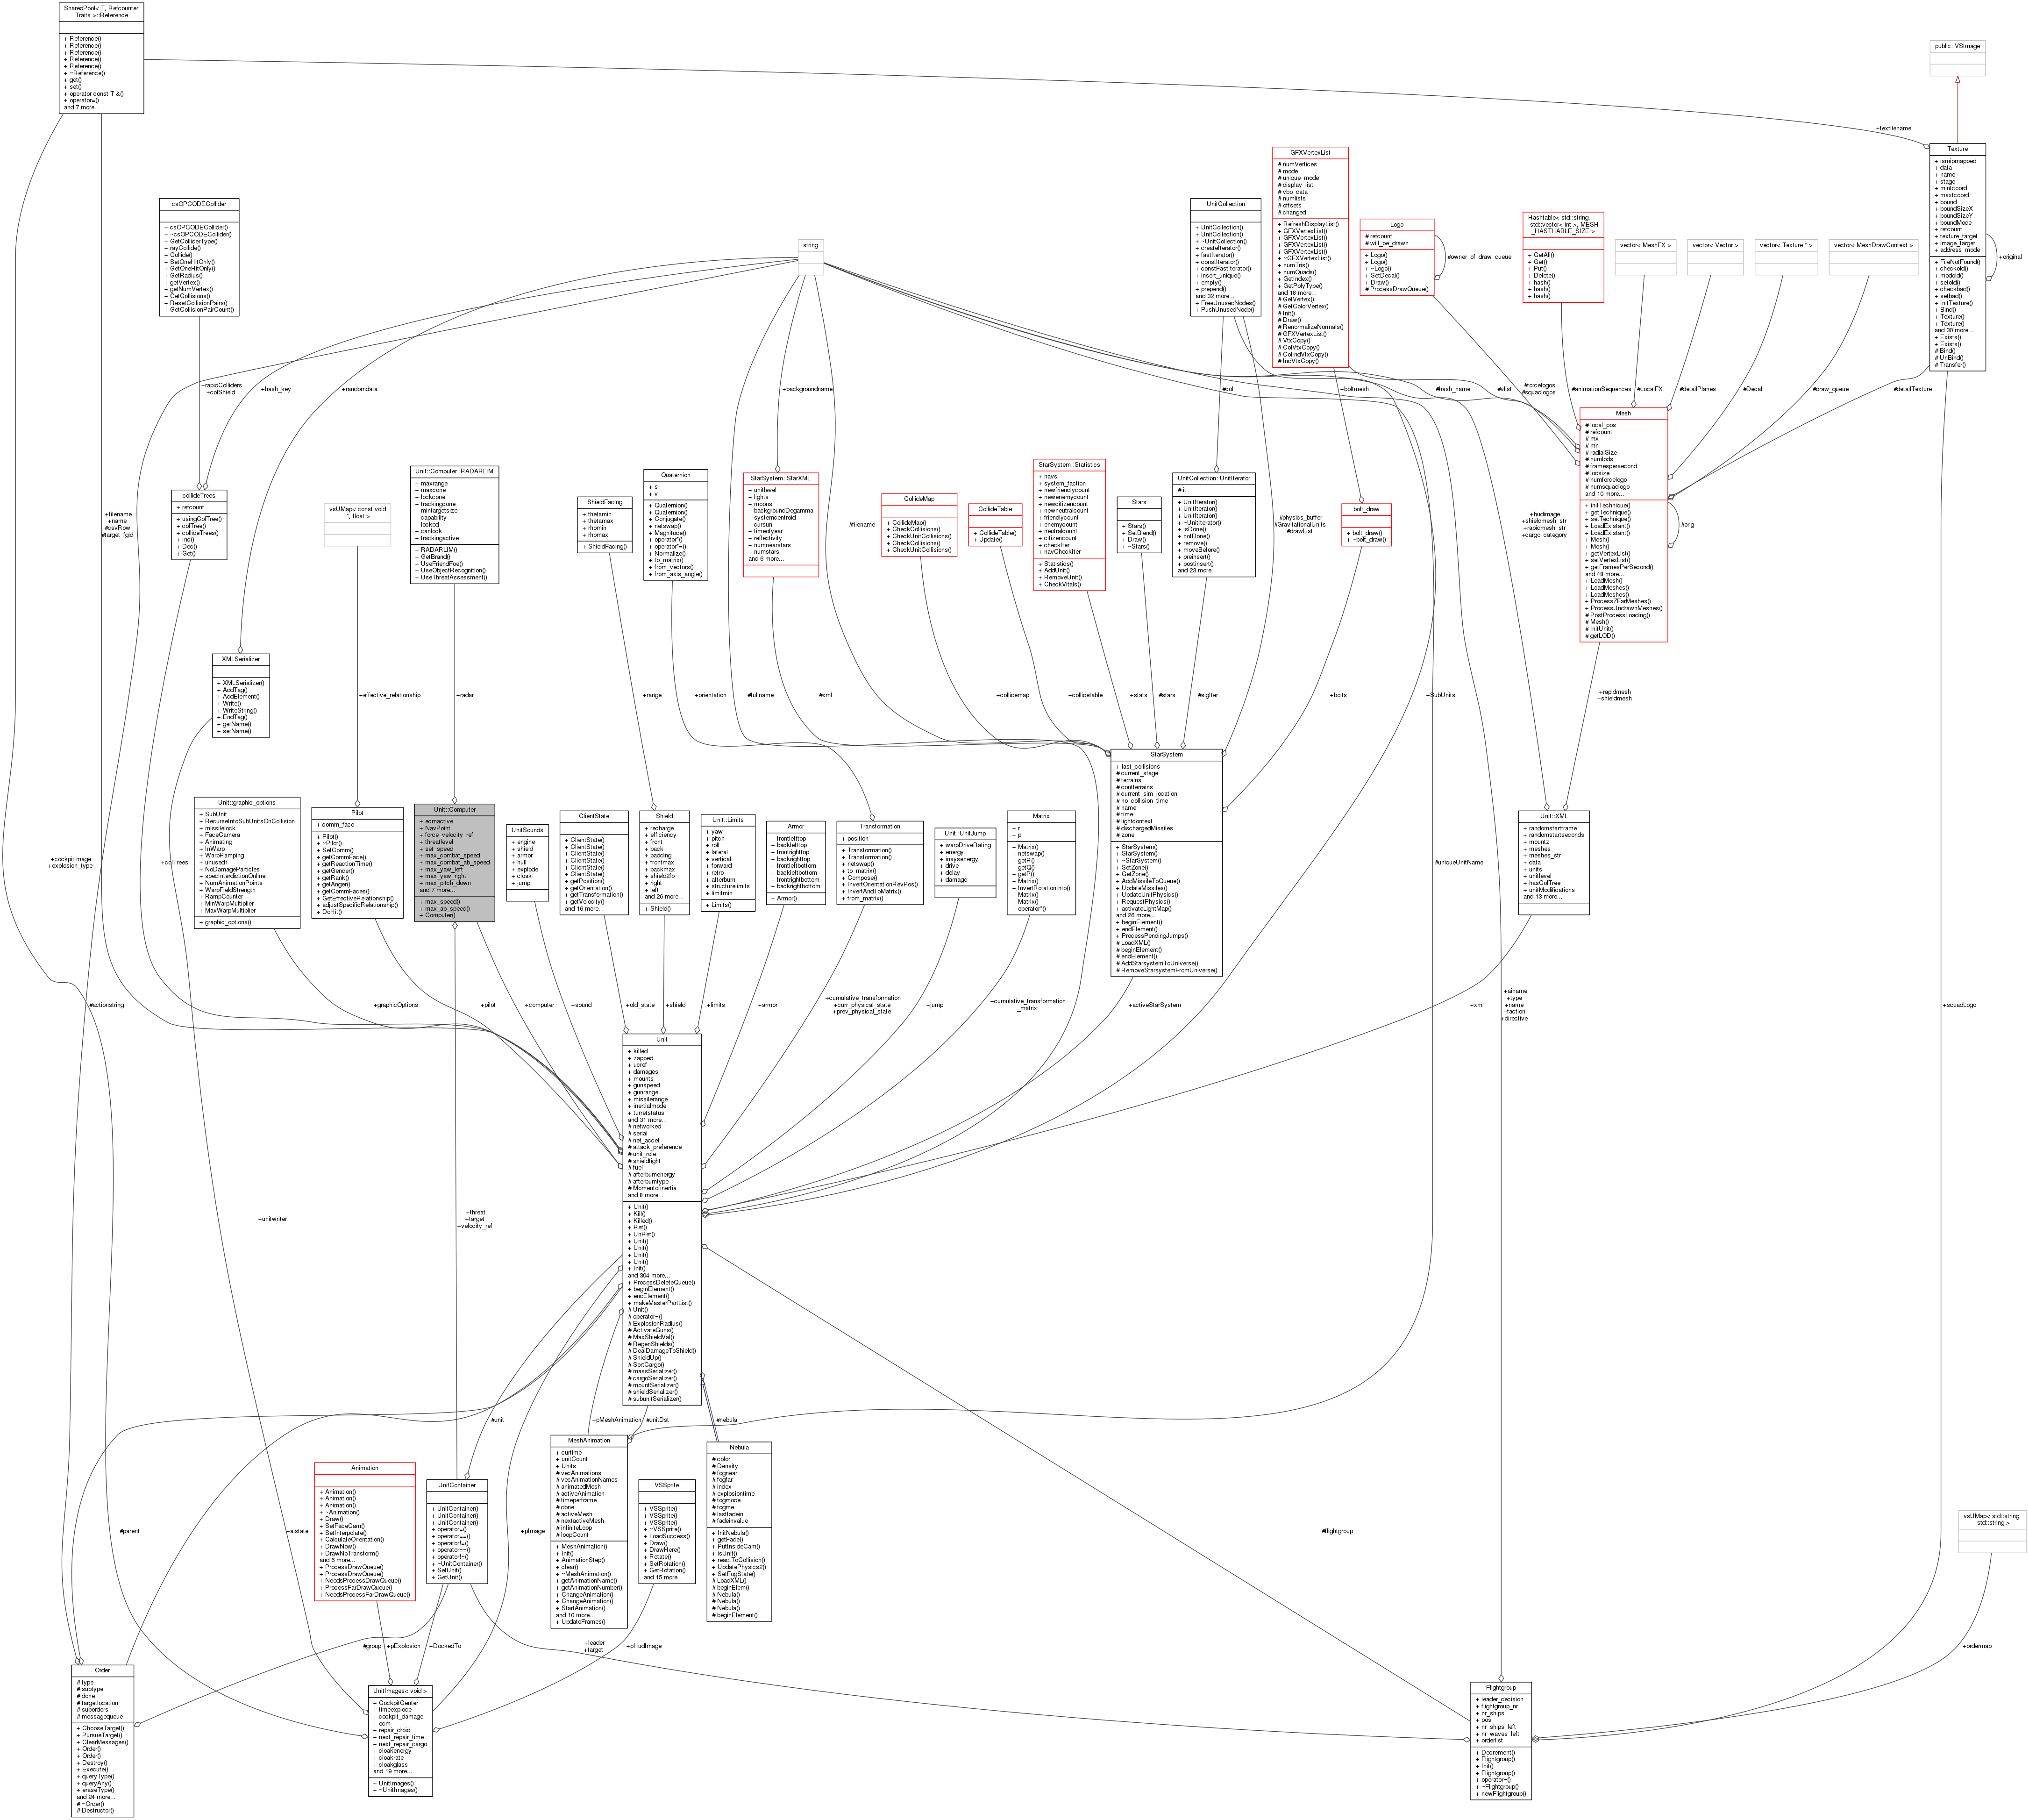 SharedPool< T, Refcounter
Traits >::Reference
+ Reference()
+ Reference()
+ Reference()
+ Reference()
+ Reference()
+ ~Reference()
+ get()
+ set()
+ operator const T &()
+ operator=()
and 7 more...
public::VSImage
+texfilename
Texture
+ ismipmapped
+ data
+ name
+ stage
+ mintcoord
+ maxtcoord
+ bound
+ boundSizeX
+ boundSizeY
+ boundMode
+ refcount
+ texture_target
+ image_target
+ address_mode
+ FileNotFound()
+ checkold()
+ modold()
+ setold()
+ checkbad()
+ setbad()
+ InitTexture()
+ Bind()
+ Texture()
+ Texture()
and 30 more...
+ Exists()
+ Exists()
# Bind()
# UnBind()
# Transfer()
+original
GFXVertexList
# numVertices
# mode
# unique_mode
# display_list
# vbo_data
# numlists
# offsets
# changed
+ RefreshDisplayList()
+ GFXVertexList()
+ GFXVertexList()
+ GFXVertexList()
+ GFXVertexList()
+ ~GFXVertexList()
+ numTris()
+ numQuads()
+ GetIndex()
+ GetPolyType()
and 18 more...
# GetVertex()
# GetColorVertex()
# Init()
# Draw()
# RenormalizeNormals()
# GFXVertexList()
# VtxCopy()
# ColVtxCopy()
# ColIndVtxCopy()
# IndVtxCopy()
csOPCODECollider
+ csOPCODECollider()
+ ~csOPCODECollider()
+ GetColliderType()
+ rayCollide()
+ Collide()
+ SetOneHitOnly()
+ GetOneHitOnly()
+ GetRadius()
+ getVertex()
+ getNumVertex()
+ GetCollisions()
+ ResetCollisionPairs()
+ GetCollisionPairCount()
UnitCollection
+ UnitCollection()
+ UnitCollection()
+ ~UnitCollection()
+ createIterator()
+ fastIterator()
+ constIterator()
+ constFastIterator()
+ insert_unique()
+ empty()
+ prepend()
and 32 more...
+ FreeUnusedNodes()
+ PushUnusedNode()
Logo
# refcount
# will_be_drawn
+ Logo()
+ Logo()
+ ~Logo()
+ SetDecal()
+ Draw()
# ProcessDrawQueue()
#owner_of_draw_queue
Hashtable< std::string,
std::vector< int >, MESH
_HASTHABLE_SIZE >
+ GetAll()
+ Get()
+ Put()
+ Delete()
+ hash()
+ hash()
+ hash()
string
vector< MeshFX >
vector< Vector >
vector< Texture * >
vector< MeshDrawContext >
+rapidColliders
+colShield
+hash_key
+randomdata
+backgroundname
#col
+boltmesh
#hash_name
#vlist
#forcelogos
#squadlogos
#animationSequences
#LocalFX
#detailPlanes
#Decal
#draw_queue
#detailTexture
Mesh
# local_pos
# refcount
# mx
# mn
# radialSize
# numlods
# framespersecond
# lodsize
# numforcelogo
# numsquadlogo
and 10 more...
+ initTechnique()
+ getTechnique()
+ setTechnique()
+ LoadExistant()
+ LoadExistant()
+ Mesh()
+ Mesh()
+ getVertexList()
+ setVertexList()
+ getFramesPerSecond()
and 48 more...
+ LoadMesh()
+ LoadMeshes()
+ LoadMeshes()
+ ProcessZFarMeshes()
+ ProcessUndrawnMeshes()
# PostProcessLoading()
# Mesh()
# InitUnit()
# getLOD()
#orig
collideTrees
+ refcount
+ usingColTree()
+ colTree()
+ collideTrees()
+ Inc()
+ Dec()
+ Get()
vsUMap< const void
*, float >
Unit::Computer::RADARLIM
+ maxrange
+ maxcone
+ lockcone
+ trackingcone
+ mintargetsize
+ capability
+ locked
+ canlock
+ trackingactive
+ RADARLIM()
+ GetBrand()
+ UseFriendFoe()
+ UseObjectRecognition()
+ UseThreatAssessment()
ShieldFacing
+ thetamin
+ thetamax
+ rhomin
+ rhomax
+ ShieldFacing()
Quaternion
+ s
+ v
+ Quaternion()
+ Quaternion()
+ Conjugate()
+ netswap()
+ Magnitude()
+ operator*()
+ operator*=()
+ Normalize()
+ to_matrix()
+ from_vectors()
+ from_axis_angle()
StarSystem::StarXML
+ unitlevel
+ lights
+ moons
+ backgroundDegamma
+ systemcentroid
+ cursun
+ timeofyear
+ reflectivity
+ numnearstars
+ numstars
and 6 more...
#filename
CollideMap
+ CollideMap()
+ CheckCollisions()
+ CheckUnitCollisions()
+ CheckCollisions()
+ CheckUnitCollisions()
CollideTable
+ CollideTable()
+ Update()
StarSystem::Statistics
+ navs
+ system_faction
+ newfriendlycount
+ newenemycount
+ newcitizencount
+ newneutralcount
+ friendlycount
+ enemycount
+ neutralcount
+ citizencount
+ checkIter
+ navCheckIter
+ Statistics()
+ AddUnit()
+ RemoveUnit()
+ CheckVitals()
Stars
+ Stars()
+ SetBlend()
+ Draw()
+ ~Stars()
UnitCollection::UnitIterator
# it
+ UnitIterator()
+ UnitIterator()
+ UnitIterator()
+ ~UnitIterator()
+ isDone()
+ notDone()
+ remove()
+ moveBefore()
+ preinsert()
+ postinsert()
and 23 more...
#physics_buffer
#GravitationalUnits
#drawList
bolt_draw
+ bolt_draw()
+ ~bolt_draw()
+hudimage
+shieldmesh_str
+rapidmesh_str
+cargo_category
+filename
+name
#csvRow
#target_fgid
XMLSerializer
+ XMLSerializer()
+ AddTag()
+ AddElement()
+ Write()
+ WriteString()
+ EndTag()
+ getName()
+ setName()
+effective_relationship
+radar
+range
+orientation
#fullname
#xml
+collidemap
+collidetable
+stats
#stars
#sigIter
+bolts
+SubUnits
+rapidmesh
+shieldmesh
Unit::graphic_options
+ SubUnit
+ RecurseIntoSubUnitsOnCollision
+ missilelock
+ FaceCamera
+ Animating
+ InWarp
+ WarpRamping
+ unused1
+ NoDamageParticles
+ specInterdictionOnline
+ NumAnimationPoints
+ WarpFieldStrength
+ RampCounter
+ MinWarpMultiplier
+ MaxWarpMultiplier
+ graphic_options()
Pilot
+ comm_face
+ Pilot()
+ ~Pilot()
+ SetComm()
+ getCommFace()
+ getReactionTime()
+ getGender()
+ getRank()
+ getAnger()
+ getCommFaces()
+ GetEffectiveRelationship()
+ adjustSpecificRelationship()
+ DoHit()
Unit::Computer
+ ecmactive
+ NavPoint
+ force_velocity_ref
+ threatlevel
+ set_speed
+ max_combat_speed
+ max_combat_ab_speed
+ max_yaw_left
+ max_yaw_right
+ max_pitch_down
and 7 more...
+ max_speed()
+ max_ab_speed()
+ Computer()
UnitSounds
+ engine
+ shield
+ armor
+ hull
+ explode
+ cloak
+ jump
ClientState
+ ClientState()
+ ClientState()
+ ClientState()
+ ClientState()
+ ClientState()
+ ClientState()
+ getPosition()
+ getOrientation()
+ getTransformation()
+ getVelocity()
and 16 more...
Shield
+ recharge
+ efficiency
+ front
+ back
+ padding
+ frontmax
+ backmax
+ shield2fb
+ right
+ left
and 26 more...
+ Shield()
Unit::Limits
+ yaw
+ pitch
+ roll
+ lateral
+ vertical
+ forward
+ retro
+ afterburn
+ structurelimits
+ limitmin
+ Limits()
Armor
+ frontlefttop
+ backlefttop
+ frontrighttop
+ backrighttop
+ frontleftbottom
+ backleftbottom
+ frontrightbottom
+ backrightbottom
+ Armor()
Transformation
+ position
+ Transformation()
+ Transformation()
+ netswap()
+ to_matrix()
+ Compose()
+ InvertOrientationRevPos()
+ InvertAndToMatrix()
+ from_matrix()
Unit::UnitJump
+ warpDriveRating
+ energy
+ insysenergy
+ drive
+ delay
+ damage
Matrix
+ r
+ p
+ Matrix()
+ netswap()
+ getR()
+ getQ()
+ getP()
+ Matrix()
+ InvertRotationInto()
+ Matrix()
+ Matrix()
+ operator*()
StarSystem
+ last_collisions
# current_stage
# terrains
# contterrains
# current_sim_location
# no_collision_time
# name
# time
# lightcontext
# dischargedMissiles
# zone
+ StarSystem()
+ StarSystem()
+ ~StarSystem()
+ SetZone()
+ GetZone()
+ AddMissileToQueue()
+ UpdateMissiles()
+ UpdateUnitPhysics()
+ RequestPhysics()
+ activateLightMap()
and 26 more...
+ beginElement()
+ endElement()
+ ProcessPendingJumps()
# LoadXML()
# beginElement()
# endElement()
# AddStarsystemToUniverse()
# RemoveStarsystemFromUniverse()
Unit::XML
+ randomstartframe
+ randomstartseconds
+ mountz
+ meshes
+ meshes_str
+ data
+ units
+ unitlevel
+ hasColTree
+ unitModifications
and 13 more...
+cockpitImage
+explosion_type
+colTrees
#uniqueUnitName
#actionstring
+graphicOptions
+pilot
+computer
+sound
+old_state
+shield
+limits
+armor
+cumulative_transformation
+curr_physical_state
+prev_physical_state
+jump
+cumulative_transformation
_matrix
+activeStarSystem
+xml
+ainame
+type
+name
+faction
+directive
+squadLogo
Unit
+ killed
+ zapped
+ ucref
+ damages
+ mounts
+ gunspeed
+ gunrange
+ missilerange
+ inertialmode
+ turretstatus
and 31 more...
# networked
# serial
# net_accel
# attack_preference
# unit_role
# shieldtight
# fuel
# afterburnenergy
# afterburntype
# Momentofinertia
and 8 more...
+ Unit()
+ Kill()
+ Killed()
+ Ref()
+ UnRef()
+ Unit()
+ Unit()
+ Unit()
+ Unit()
+ Init()
and 304 more...
+ ProcessDeleteQueue()
+ beginElement()
+ endElement()
+ makeMasterPartList()
# Unit()
# operator=()
# ExplosionRadius()
# ActivateGuns()
# MaxShieldVal()
# RegenShields()
# DealDamageToShield()
# ShieldUp()
# SortCargo()
# massSerializer()
# cargoSerializer()
# mountSerializer()
# shieldSerializer()
# subunitSerializer()
+unitwriter
+threat
+target
+velocity_ref
#unit
+pMeshAnimation
#unitDst
#nebula
MeshAnimation
+ curtime
+ unitCount
+ Units
# vecAnimations
# vecAnimationNames
# animatedMesh
# activeAnimation
# timeperframe
# done
# activeMesh
# nextactiveMesh
# infiniteLoop
# loopCount
+ MeshAnimation()
+ Init()
+ AnimationStep()
+ clear()
+ ~MeshAnimation()
+ getAnimationName()
+ getAnimationNumber()
+ ChangeAnimation()
+ ChangeAnimation()
+ StartAnimation()
and 10 more...
+ UpdateFrames()
Nebula
# color
# Density
# fognear
# fogfar
# index
# explosiontime
# fogmode
# fogme
# lastfadein
# fadeinvalue
+ InitNebula()
+ getFade()
+ PutInsideCam()
+ isUnit()
+ reactToCollision()
+ UpdatePhysics2()
+ SetFogState()
# LoadXML()
# beginElem()
# Nebula()
# Nebula()
# Nebula()
# beginElement()
Animation
+ Animation()
+ Animation()
+ Animation()
+ ~Animation()
+ Draw()
+ SetFaceCam()
+ SetInterpolate()
+ CalculateOrientation()
+ DrawNow()
+ DrawNoTransform()
and 6 more...
+ ProcessDrawQueue()
+ ProcessDrawQueue()
+ NeedsProcessDrawQueue()
+ ProcessFarDrawQueue()
+ NeedsProcessFarDrawQueue()
UnitContainer
+ UnitContainer()
+ UnitContainer()
+ UnitContainer()
+ operator=()
+ operator==()
+ operator!=()
+ operator==()
+ operator!=()
+ ~UnitContainer()
+ SetUnit()
+ GetUnit()
VSSprite
+ VSSprite()
+ VSSprite()
+ VSSprite()
+ ~VSSprite()
+ LoadSuccess()
+ Draw()
+ DrawHere()
+ Rotate()
+ SetRotation()
+ GetRotation()
and 15 more...
vsUMap< std::string,
std::string >
#parent
+aistate
+pImage
#flightgroup
#group
+pExplosion
+DockedTo
+leader
+target
+pHudImage
+ordermap
Order
# type
# subtype
# done
# targetlocation
# suborders
# messagequeue
+ ChooseTarget()
+ PursueTarget()
+ ClearMessages()
+ Order()
+ Order()
+ Destroy()
+ Execute()
+ queryType()
+ queryAny()
+ eraseType()
and 24 more...
# ~Order()
# Destructor()
UnitImages< void >
+ CockpitCenter
+ timeexplode
+ cockpit_damage
+ ecm
+ repair_droid
+ next_repair_time
+ next_repair_cargo
+ cloakenergy
+ cloakrate
+ cloakglass
and 19 more...
+ UnitImages()
+ ~UnitImages()
Flightgroup
+ leader_decision
+ flightgroup_nr
+ nr_ships
+ pos
+ nr_ships_left
+ nr_waves_left
+ orderlist
+ Decrement()
+ Flightgroup()
+ Init()
+ Flightgroup()
+ operator=()
+ ~Flightgroup()
+ newFlightgroup()